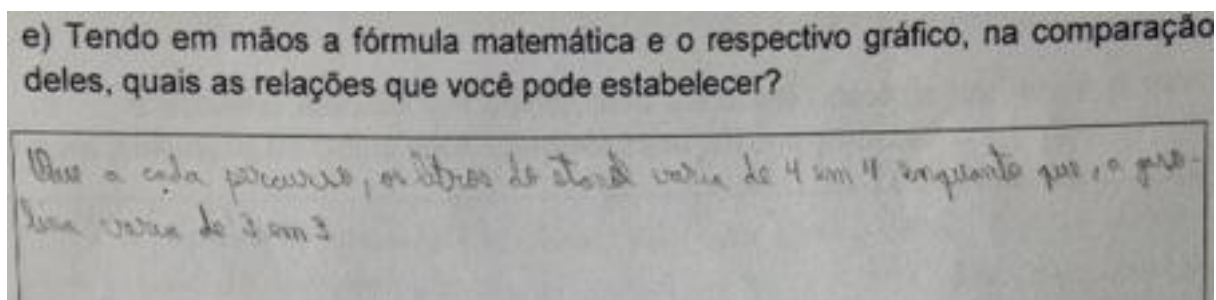 e) Tendo em mãos a fórmula matemática e o respectivo gráfico, na comparação
deles, quais as relações que você pode estabelecer?
Que a cada percurso, os litros de etanol varia de 4 em 4 enquanto que, a gaso-
lina varia de 3 em 3